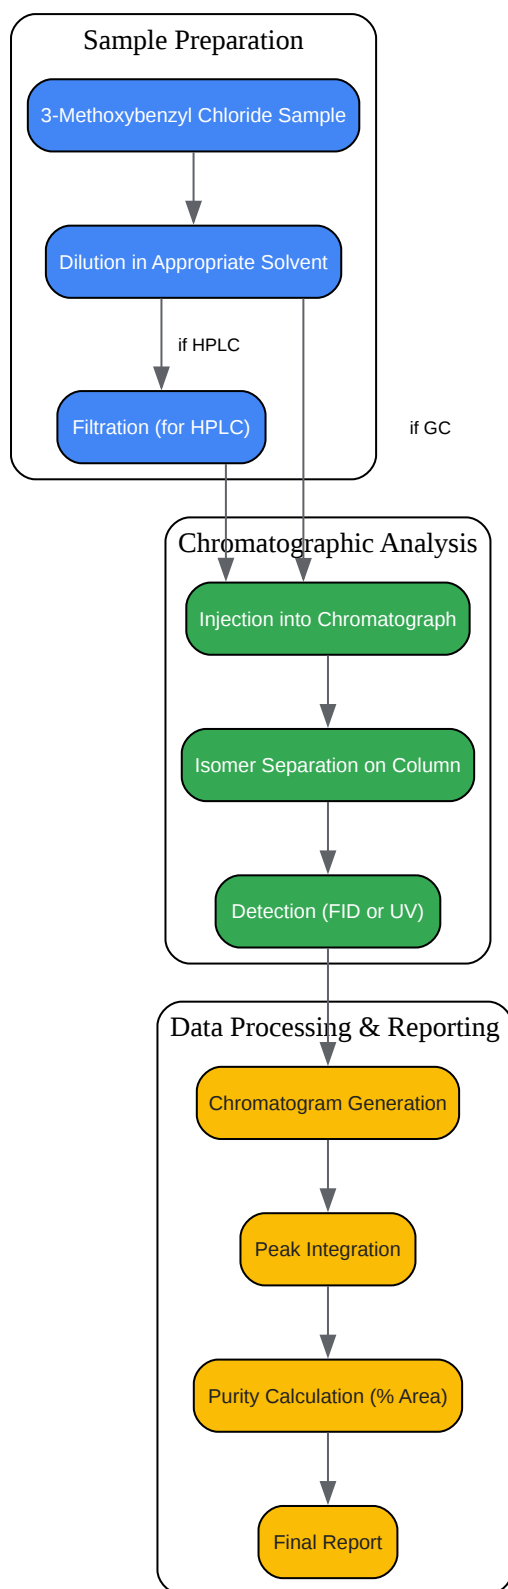 Sample Preparation
3-Methoxybenzyl Chloride Sample
Dilution in Appropriate Solvent
if HPLC
Filtration (for HPLC)
if GC
Chromatographic Analysis
Injection into Chromatograph
Isomer Separation on Column
Detection (FID or UV)
Data Processing & Reporting
Chromatogram Generation
Peak Integration
Purity Calculation (% Area)
Final Report